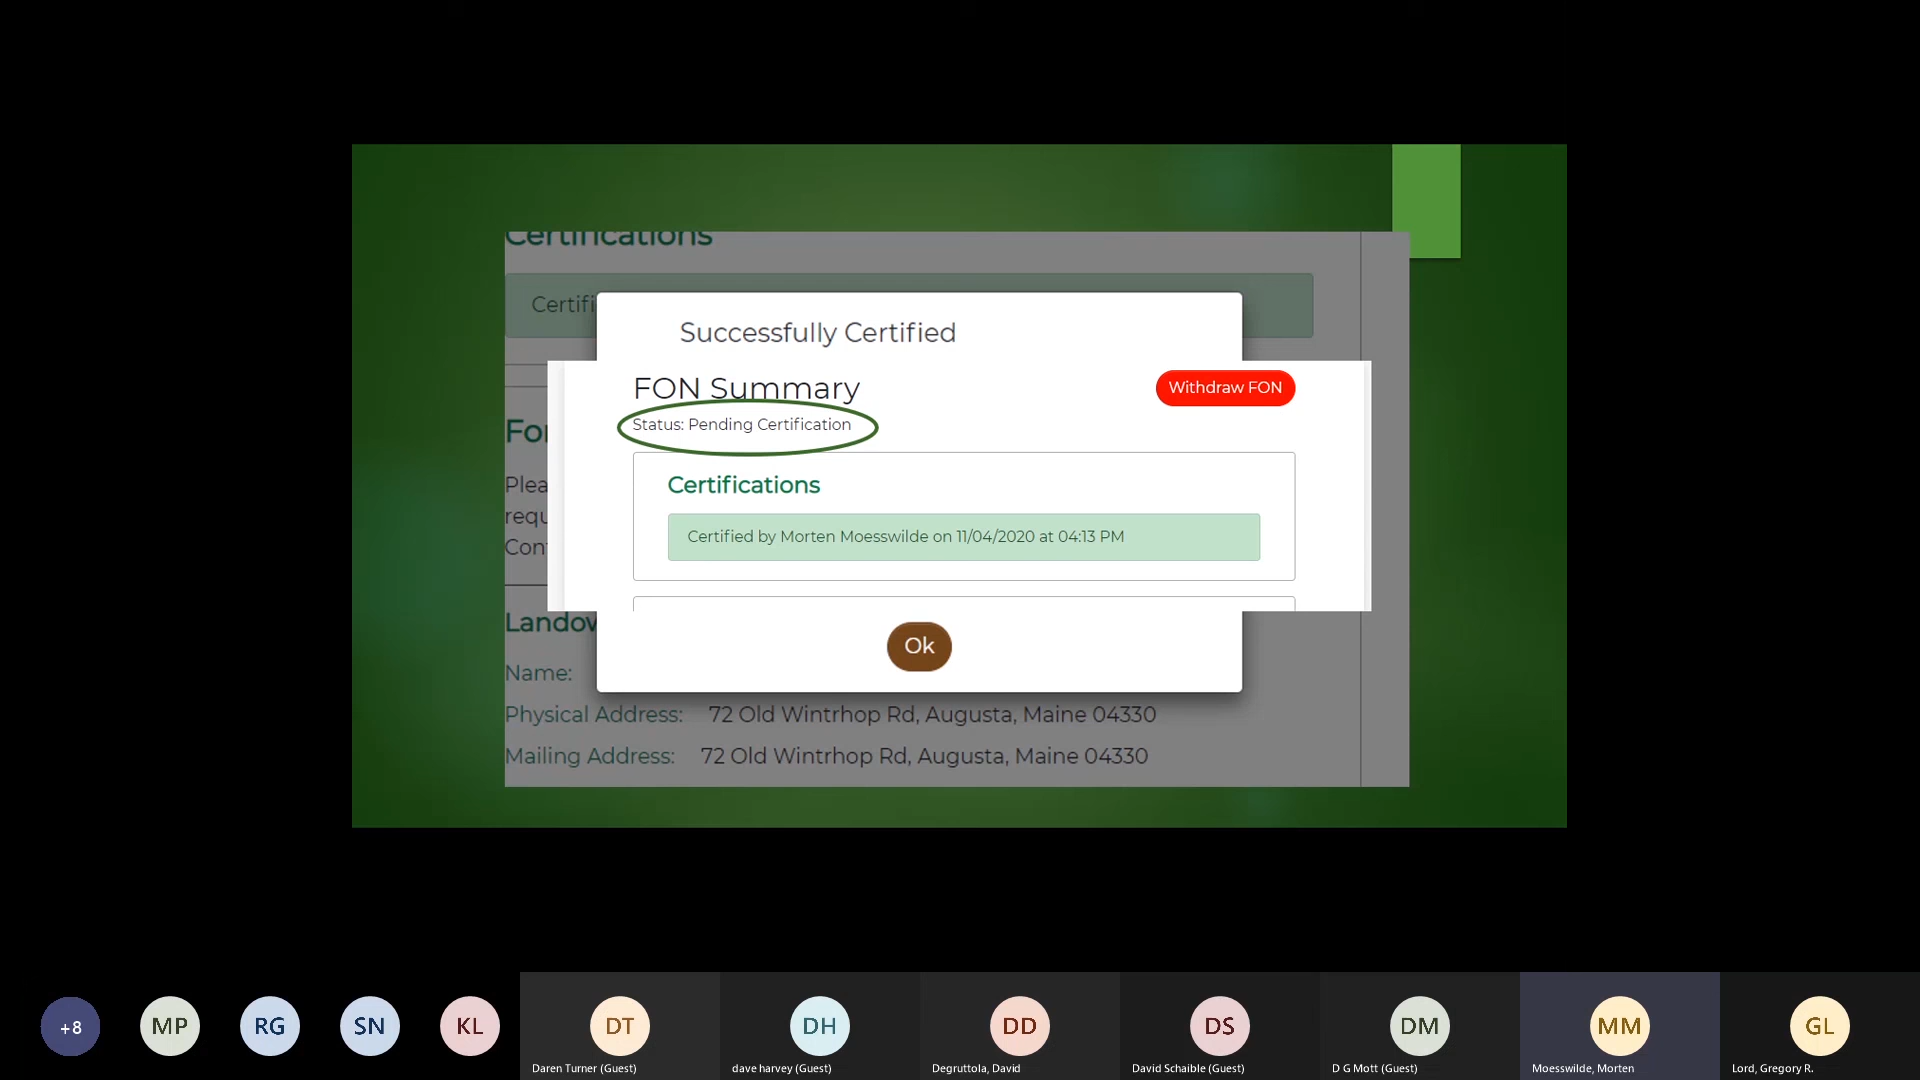 Certifications
Certifi
Successfully Certified
FON Summary
Withdraw FON
Status: Pending Certification
For
Certifications
Plea
requ
Certified by Morten Moesswilde on 11/04/2020 at 04:13 PM
Con
Landow
Ok
Name:
Physical Address: 72 Old Wintrhop Rd, Augusta, Maine 04330
Mailing Address: 72 Old Wintrhop Rd, Augusta, Maine 04330
+8
MP
RG
SN
KL
DT
DH
DD
DS
DM
MM
GL
Daren Turner (Guest)
dave harvey (Guest)
Degruttola, David
David Schaible (Guest)
D G Mott (Guest)
Moesswilde, Morten
Lord, Gregory R.